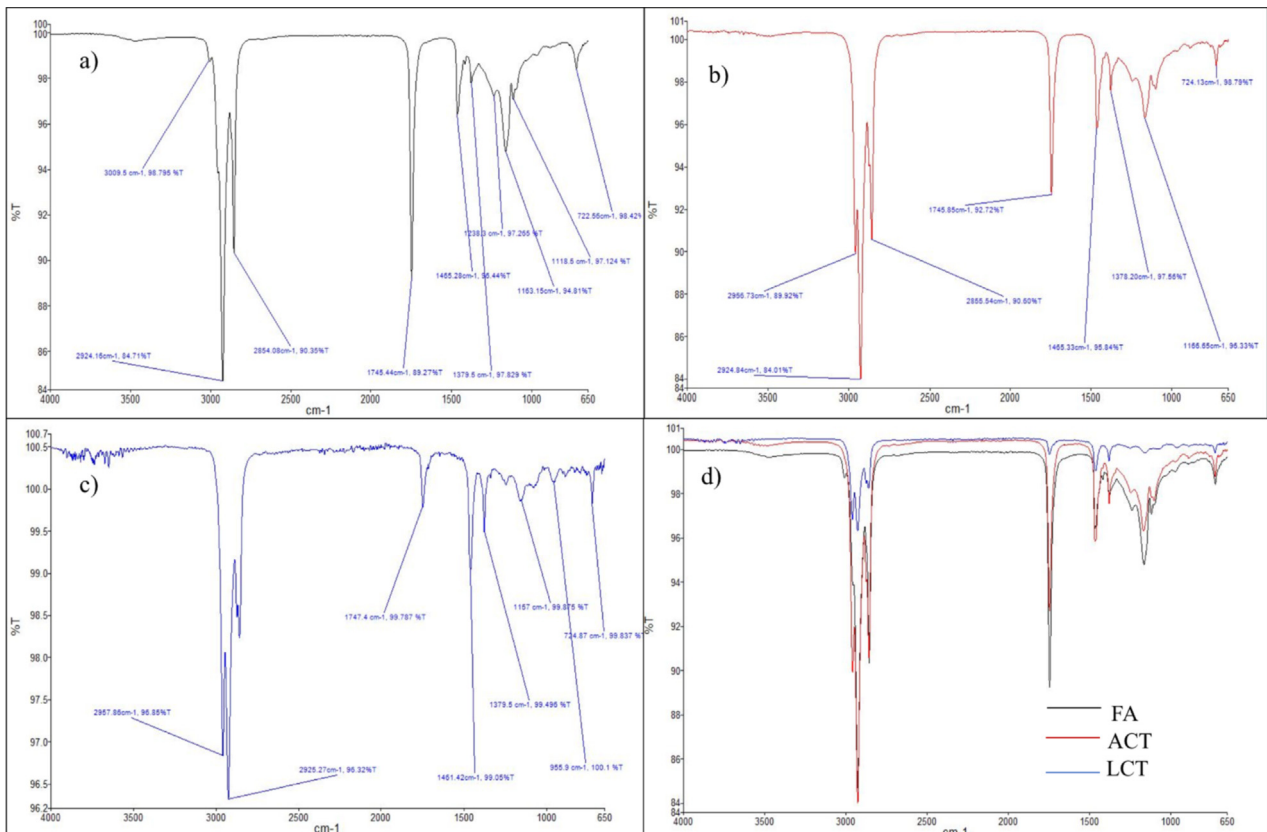 100
100
98
96
94
92
90
88
86
84
%T
a)
3009.5 cm-1, 98.795 %T
722.56cm-1, 98.42%
1238.3 cm-1, 97.266 %T
1118.5 cm-1, 97.124 %T
1465.28cm-1, 96.44%T
1163.15cm-1, 94.81%T
2854.08cm-1, 90.35%T
2924.16cm-1, 84.71%T
1745.44cm-1, 89.27%T
1379.5 cm-1, 97.829 %T
4000 3500 3000 2500 2000 1500 1000 650
cm-1
101
100
98
96
94
92
90
88
86
84
84
%T
b)
724.13cm-1, 98.79%T
1745.85cm-1, 92.72%T
1378.20cm-1, 97.56%T
2956.73cm-1, 89.92%T
2855.54cm-1, 90.60%T
1465.33cm-1, 95.84%T
1165.65cm-1, 96.33%T
2924.84cm-1, 84.01%T
4000 3500 3000 2500 2000 1500 1000 650
cm-1
100.7
100.5
100.0
99.5
99.0
98.5
98.0
97.5
97.0
96.5
96.2
%T
c)
1747.4 cm-1, 99.787 %T
1167 cm-1, 99.875 %T
724.87 cm-1, 99.837 %T
2957.86cm-1, 96.85%T
1379.5 cm-1, 99.496 %T
2925.27cm-1, 96.32%T
1461.42cm-1, 99.05%T
955.9 cm-1, 100.1 %T
4000 3500 3000 2500 2000 1500 1000 650
cm-1
101
100
98
96
94
92
90
88
86
84
84
%T
d)
FA
ACT
LCT
4000 3500 3000 2500 2000 1500 1000 650
cm-1